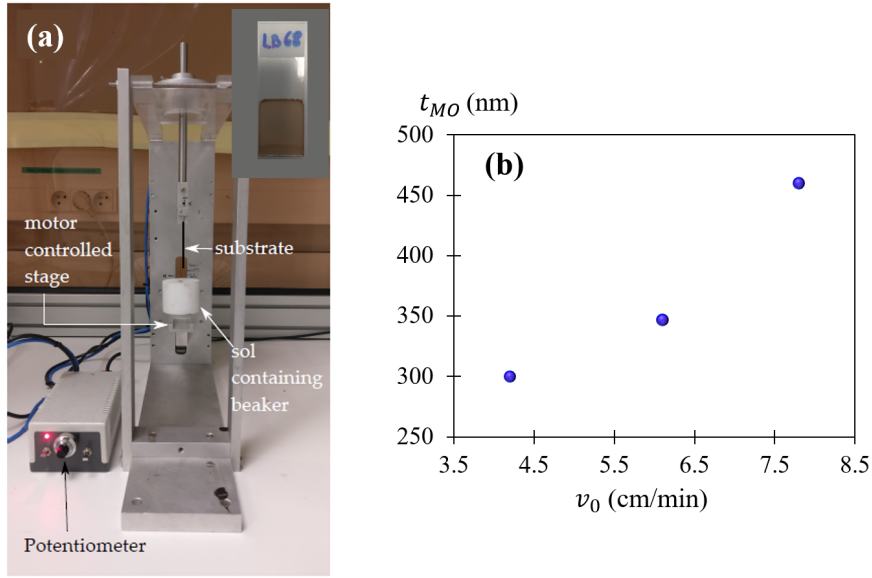 (a)
LB68
motor
controlled
stage
substrate
sol
containing
beaker
Potentiometer
t_MO (nm)
(b)
500
450
400
350
300
250
3.5 4.5 5.5 6.5 7.5 8.5
v_0 (cm/min)